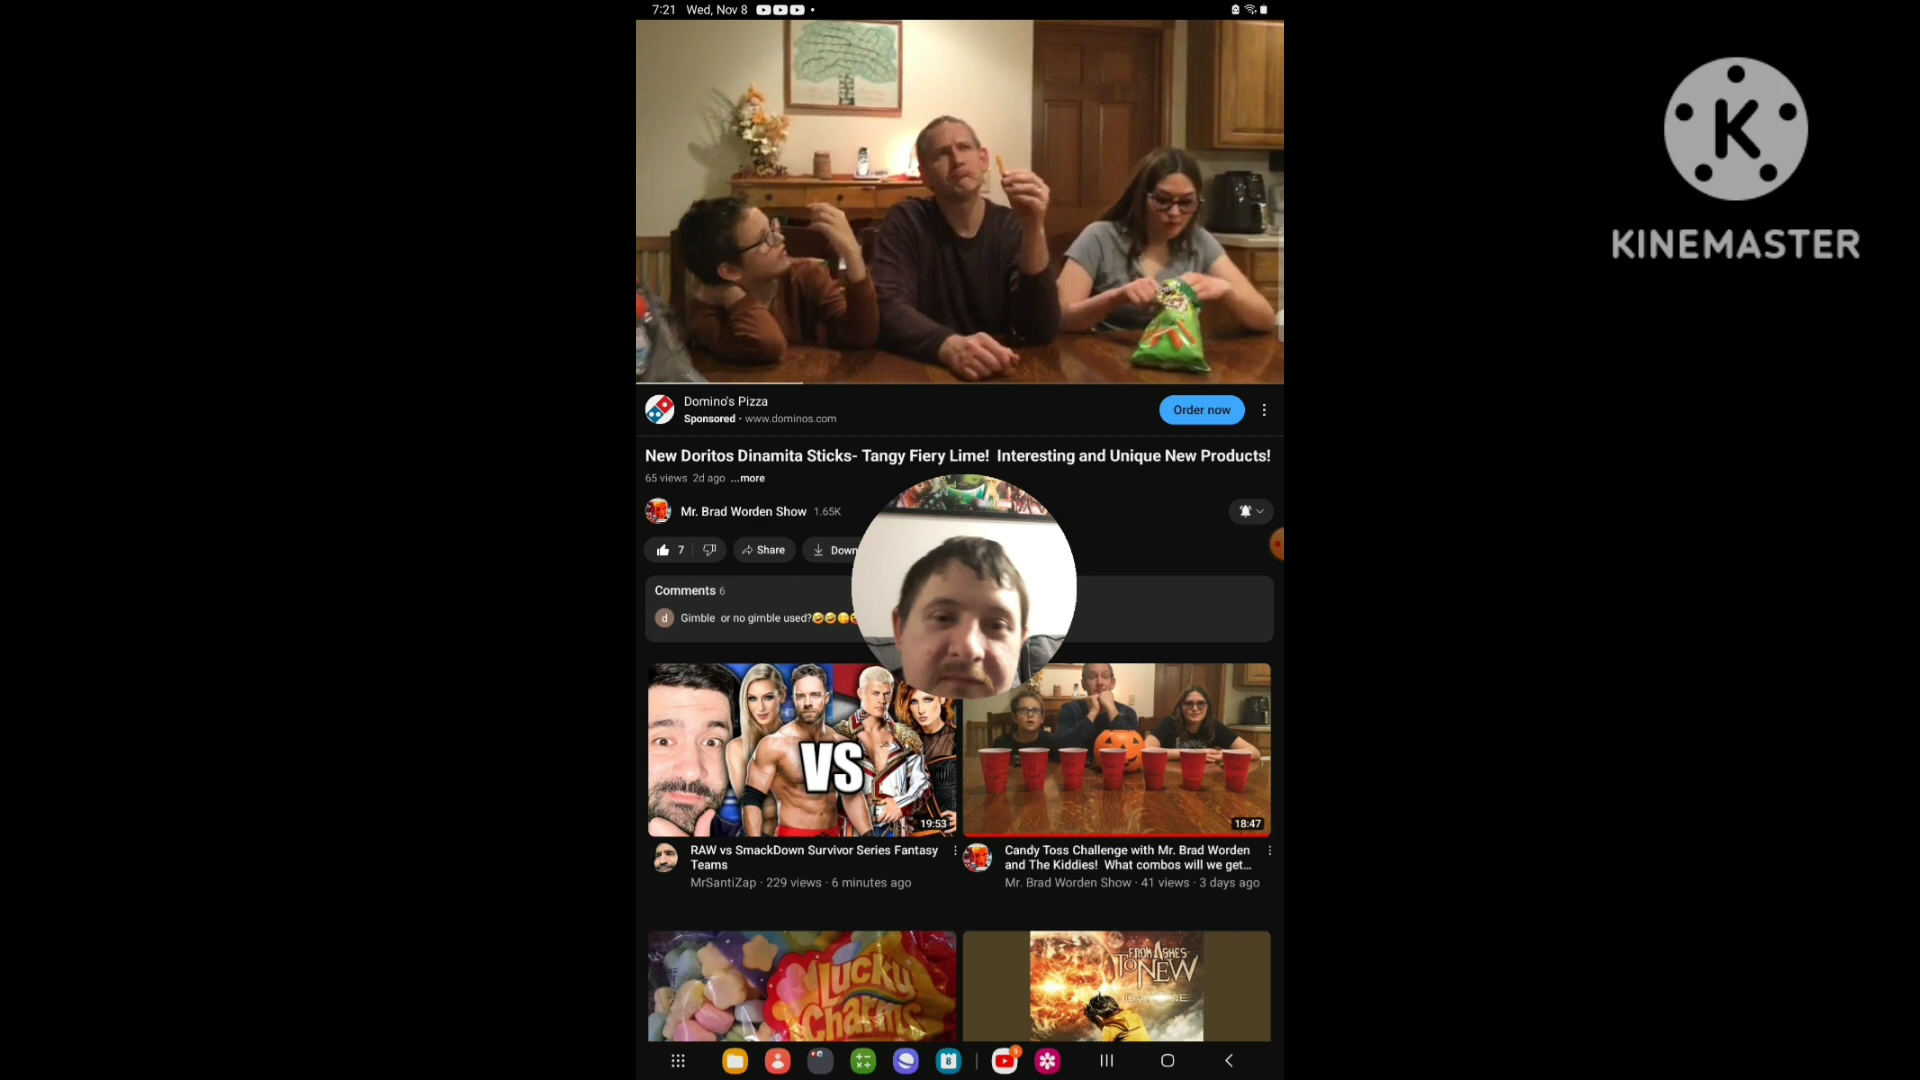 7:21 Wed, Nov 8
K
KINEMASTER
Domino's Pizza
Sponsored · www.dominos.com
Order now
New Doritos Dinamita Sticks- Tangy Fiery Lime! Interesting and Unique New Products!
65 views 2d ago ...more
Mr. Brad Worden Show 1.65K
7
Share
Down
Comments 6
d
Gimble or no gimble used?🤣🤣😋
VS
19:53
18:47
RAW vs SmackDown Survivor Series Fantasy
Teams
MrSantiZap · 229 views · 6 minutes ago
Candy Toss Challenge with Mr. Brad Worden
and The Kiddies! What combos will we get...
Mr. Brad Worden Show · 41 views · 3 days ago
Lucky
Charms
FROM ASHES
TO NEW
8
9